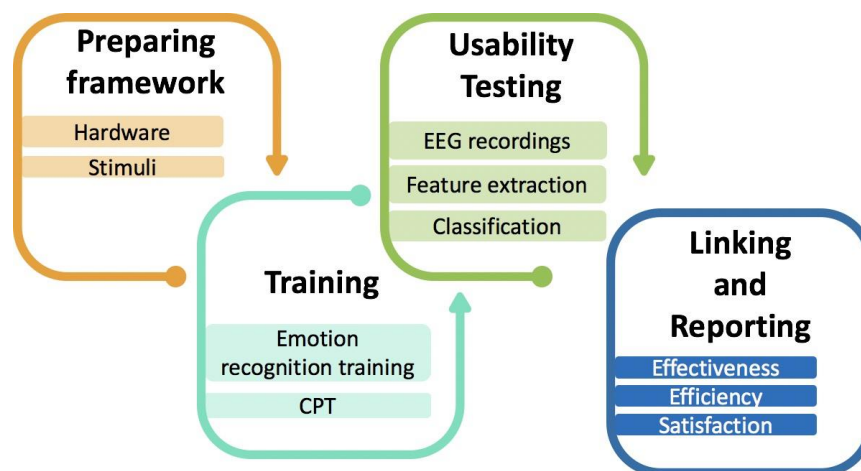 Preparing
framework
Hardware
Stimuli
Training
Emotion
recognition training
CPT
Usability
Testing
EEG recordings
Feature extraction
Classification
Linking
and
Reporting
Effectiveness
Efficiency
Satisfaction